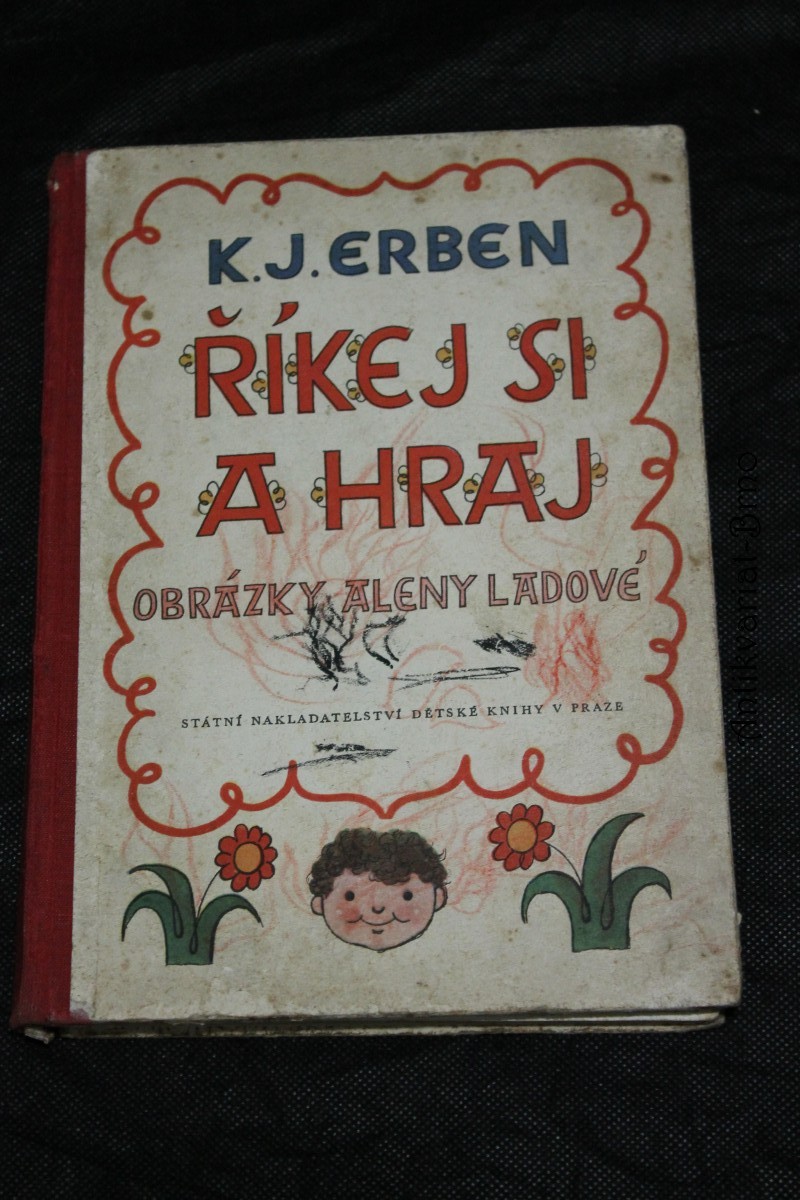 K.J.ERBEN
ŘÍKEJ SI
A HRAJ
OBRÁZKY ALENY LADOVÉ
STÁTNÍ NAKLADATELSTVÍ DĚTSKÉ KNIHY V PRAZE